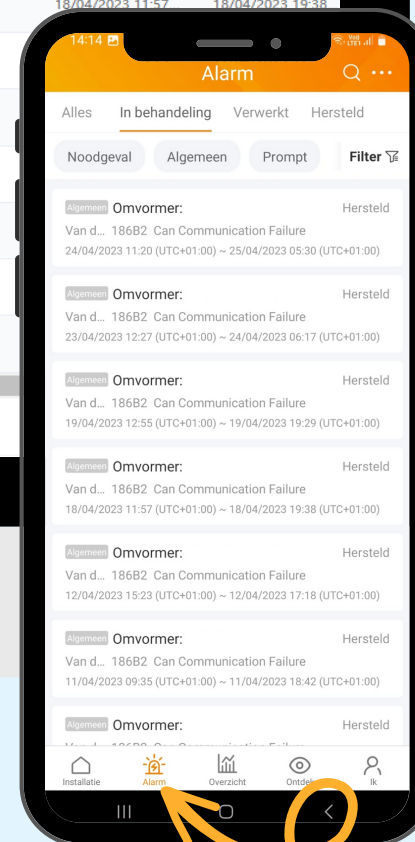 18/04/2023 11:57 18/04/2023 19:38
14:14
Alarm
Alles In behandeling Verwerkt Hersteld
Noodgeval Algemeen Prompt Filter
Algemeen Omvormer: Hersteld
Van d... 186B2 Can Communication Failure
24/04/2023 11:20 (UTC+01:00) ~ 25/04/2023 05:30 (UTC+01:00)
Algemeen Omvormer: Hersteld
Van d... 186B2 Can Communication Failure
23/04/2023 12:27 (UTC+01:00) ~ 24/04/2023 06:17 (UTC+01:00)
Algemeen Omvormer: Hersteld
Van d... 186B2 Can Communication Failure
19/04/2023 12:55 (UTC+01:00) ~ 19/04/2023 19:29 (UTC+01:00)
Algemeen Omvormer: Hersteld
Van d... 186B2 Can Communication Failure
18/04/2023 11:57 (UTC+01:00) ~ 18/04/2023 19:38 (UTC+01:00)
Algemeen Omvormer: Hersteld
Van d... 186B2 Can Communication Failure
12/04/2023 15:23 (UTC+01:00) ~ 12/04/2023 17:18 (UTC+01:00)
Algemeen Omvormer: Hersteld
Van d... 186B2 Can Communication Failure
11/04/2023 09:35 (UTC+01:00) ~ 11/04/2023 18:42 (UTC+01:00)
Algemeen Omvormer: Hersteld
Van d... 186B2 Can Communication Failure
Installatie Alarm Overzicht Ik